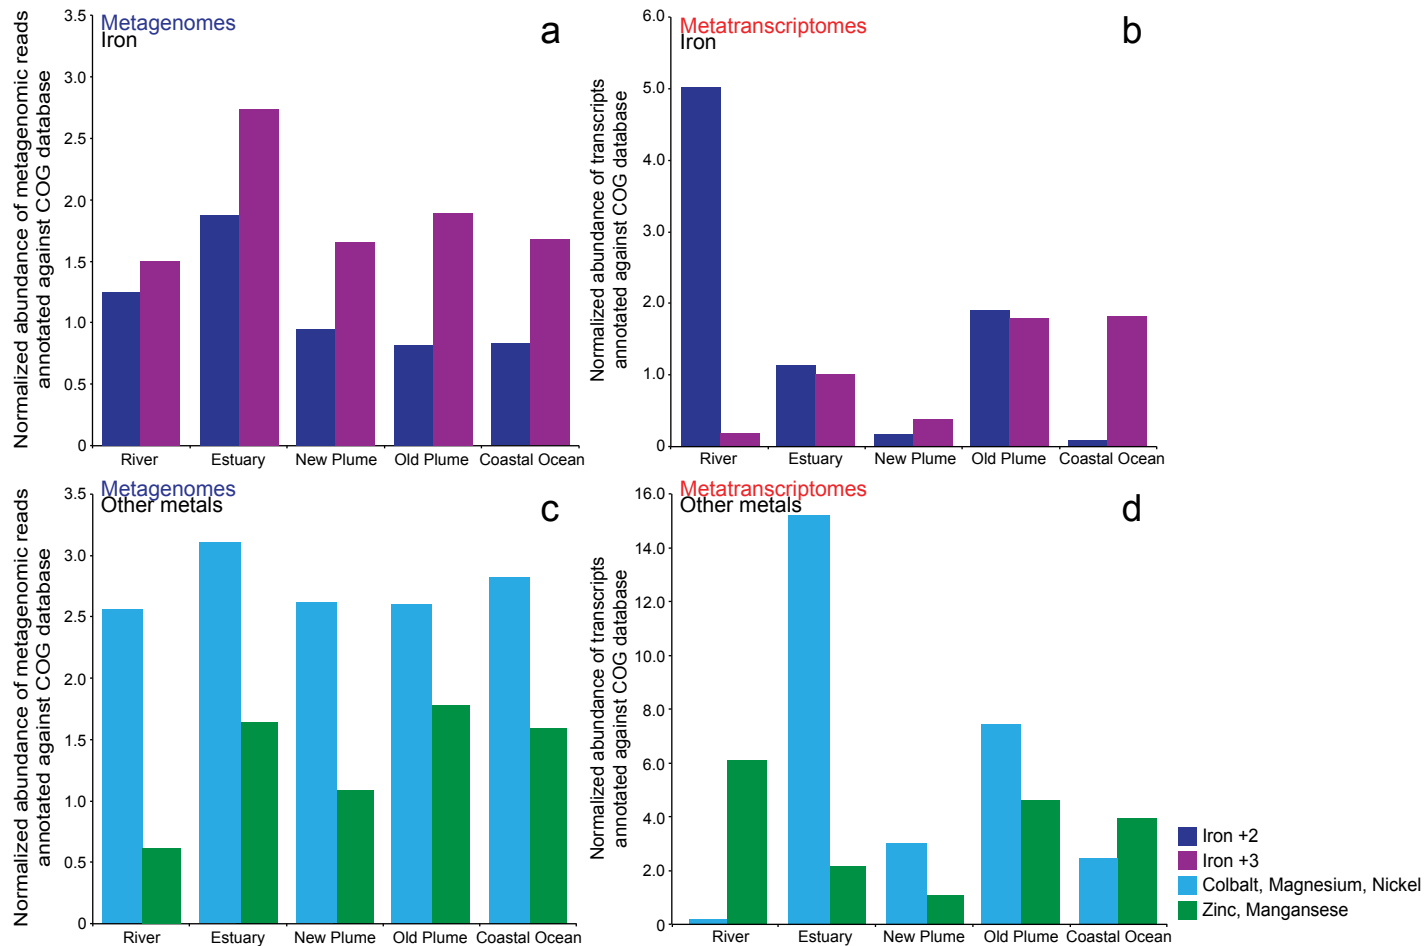 Metagenomes
Iron
a
Normalized abundance of metagenomic reads
annotated against COG database
3.5
3.0
2.5
2.0
1.5
1.0
0.5
0
River Estuary New Plume Old Plume Coastal Ocean
Metatranscriptomes
Iron
b
Normalized abundance of transcripts
annotated against COG database
6.0
5.0
4.0
3.0
2.0
1.0
0
River Estuary New Plume Old Plume Coastal Ocean
Metagenomes
Other metals
c
Normalized abundance of metagenomic reads
annotated against COG database
3.5
3.0
2.5
2.0
1.5
1.0
0.5
0
River Estuary New Plume Old Plume Coastal Ocean
Metatranscriptomes
Other metals
d
Normalized abundance of transcripts
annotated against COG database
16.0
14.0
12.0
10.0
8.0
6.0
4.0
2.0
0
River Estuary New Plume Old Plume Coastal Ocean
Iron +2
Iron +3
Colbalt, Magnesium, Nickel
Zinc, Mangansese